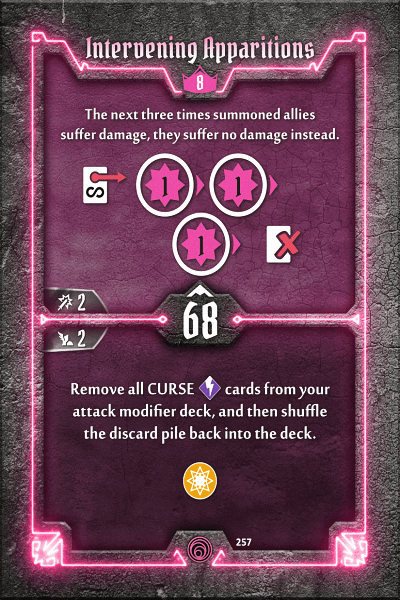 Intervening Apparitions
8
The next three times summoned allies
suffer damage, they suffer no damage instead.
S
1 1
1
2
68
2
Remove all CURSE cards from your
attack modifier deck, and then shuffle
the discard pile back into the deck.
257